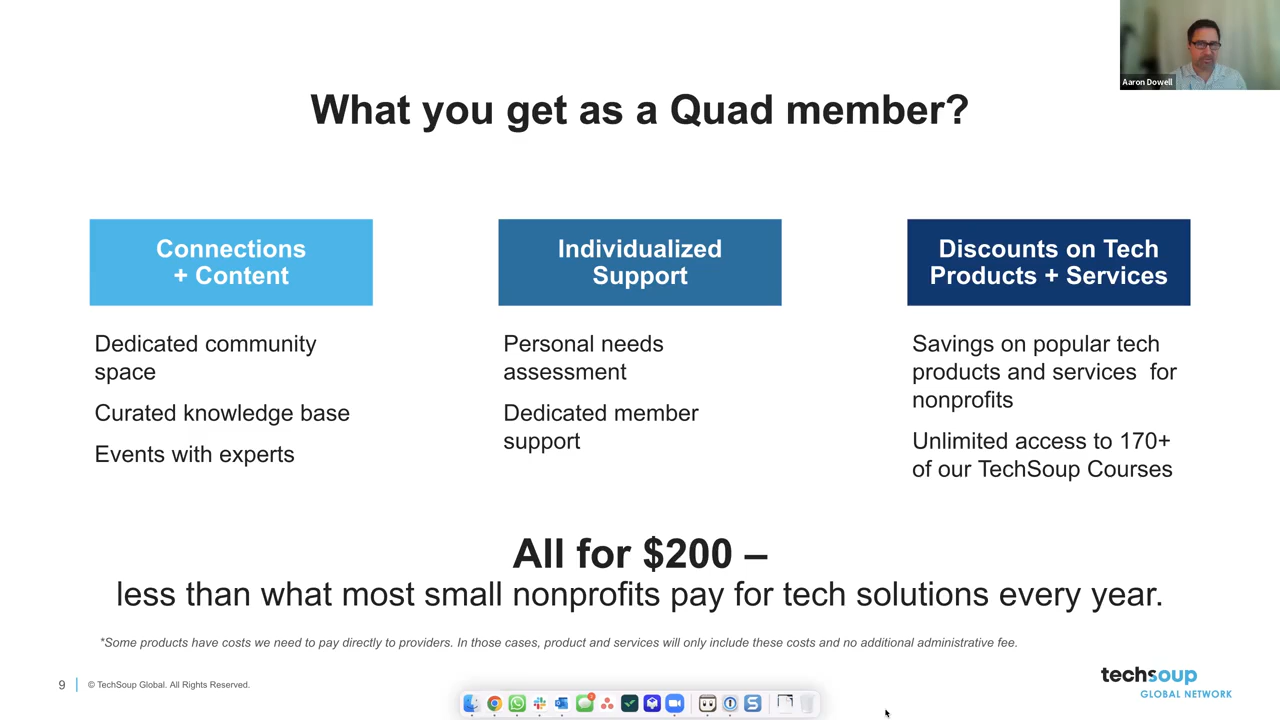 Aaron Dowell
What you get as a Quad member?
Connections
+ Content
Dedicated community
space
Curated knowledge base
Events with experts
Individualized
Support
Personal needs
assessment
Dedicated member
support
Discounts on Tech
Products + Services
Savings on popular tech
products and services  for
nonprofits
Unlimited access to 170+
of our TechSoup Courses
All for $200 –
less than what most small nonprofits pay for tech solutions every year.
*Some products have costs we need to pay directly to providers. In those cases, product and services will only include these costs and no additional administrative fee.
9
© TechSoup Global. All Rights Reserved.
techsoup
GLOBAL NETWORK